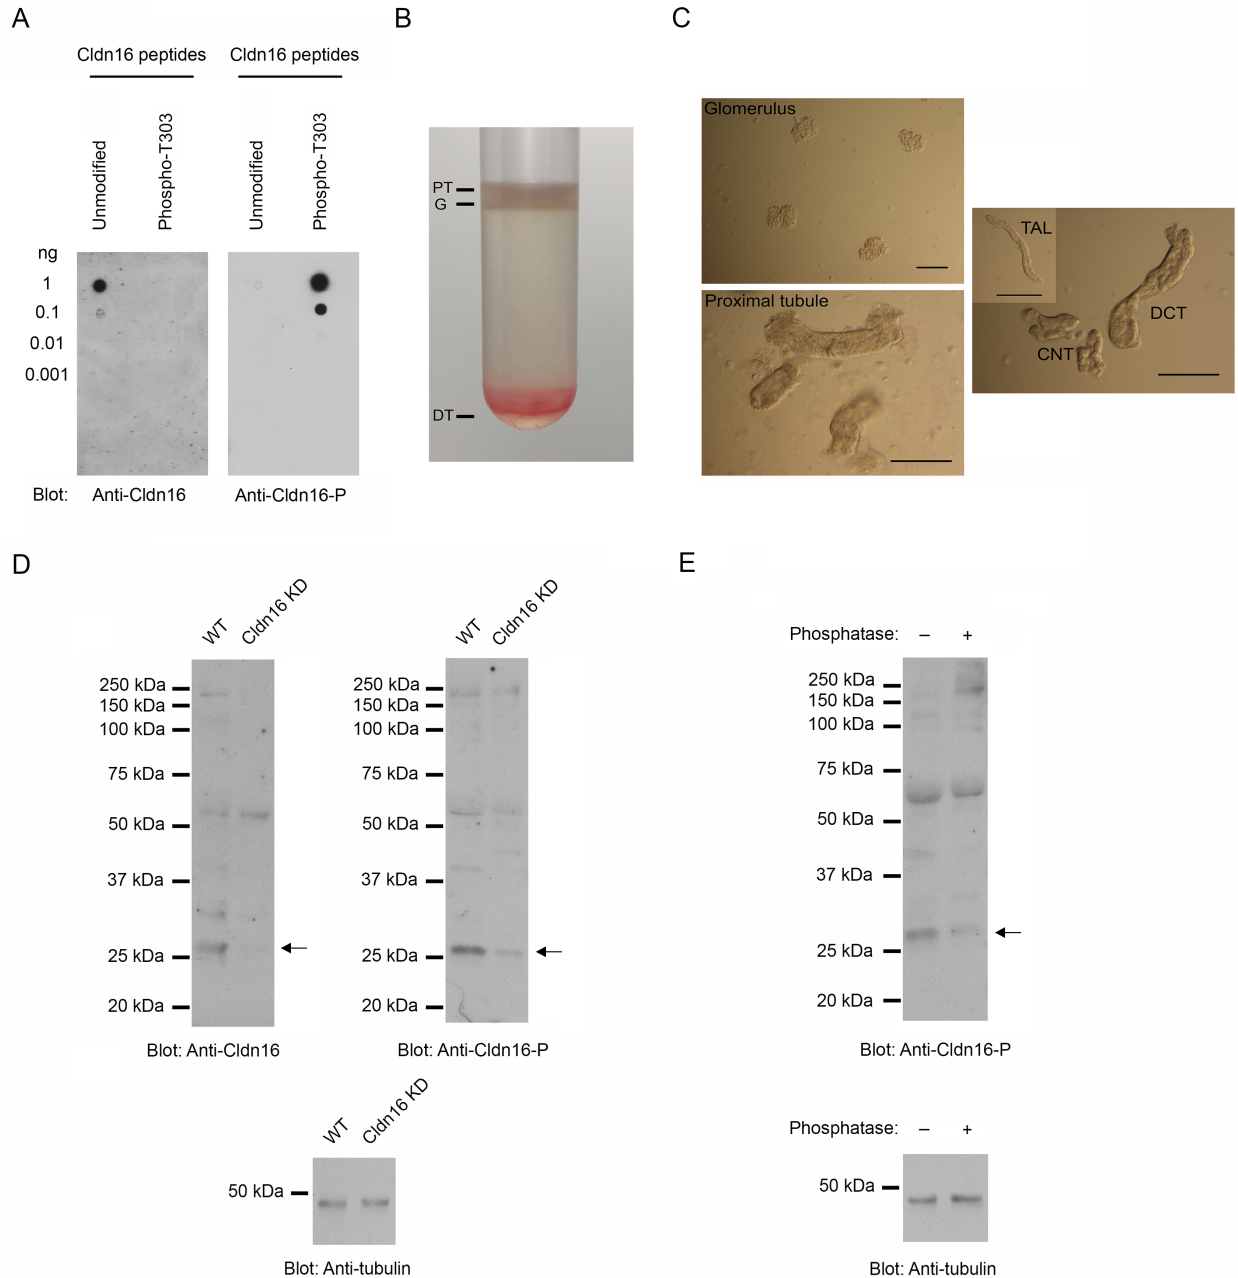 A
Cldn16 peptides
Cldn16 peptides
Unmodified
Phospho-T303
Unmodified
Phospho-T303
ng
1
0.1
0.01
0.001
Blot:
Anti-Cldn16
Anti-Cldn16-P
B
PT
G
DT
C
Glomerulus
Proximal tubule
TAL
DCT
CNT
D
WT
Cldn16 KD
250 kDa
150 kDa
100 kDa
75 kDa
50 kDa
37 kDa
25 kDa
20 kDa
Blot: Anti-Cldn16
WT
Cldn16 KD
250 kDa
150 kDa
100 kDa
75 kDa
50 kDa
37 kDa
25 kDa
20 kDa
Blot: Anti-Cldn16-P
WT
Cldn16 KD
50 kDa
Blot: Anti-tubulin
E
Phosphatase: – +
250 kDa
150 kDa
100 kDa
75 kDa
50 kDa
37 kDa
25 kDa
20 kDa
Blot: Anti-Cldn16-P
Phosphatase: – +
50 kDa
Blot: Anti-tubulin